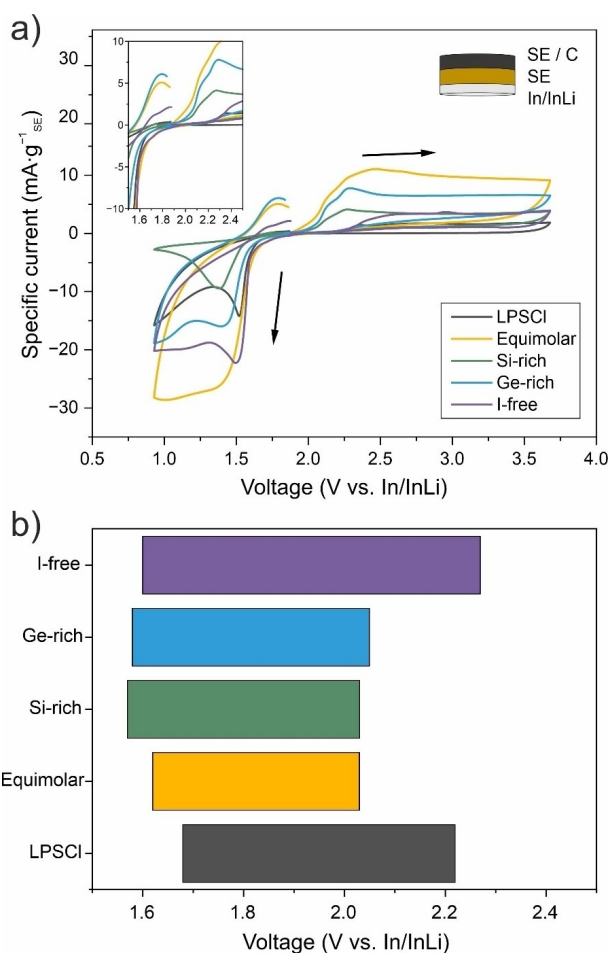 a)
10
5
0
−5
−10
1.6 1.8 2.0 2.2 2.4
SE / C
SE
In/InLi
30
20
10
0
−10
−20
−30
Specific current (mA·g⁻¹SE)
LPSCl
Equimolar
Si-rich
Ge-rich
I-free
0.5 1.0 1.5 2.0 2.5 3.0 3.5 4.0
Voltage (V vs. In/InLi)
b)
I-free
Ge-rich
Si-rich
Equimolar
LPSCl
1.6 1.8 2.0 2.2 2.4
Voltage (V vs. In/InLi)